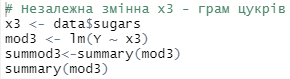 # Незалежна змінна x3 - грам цукрів
x3 <- data$sugars
mod3 <- lm(Y ~ x3)
summod3<-summary(mod3)
summary(mod3)